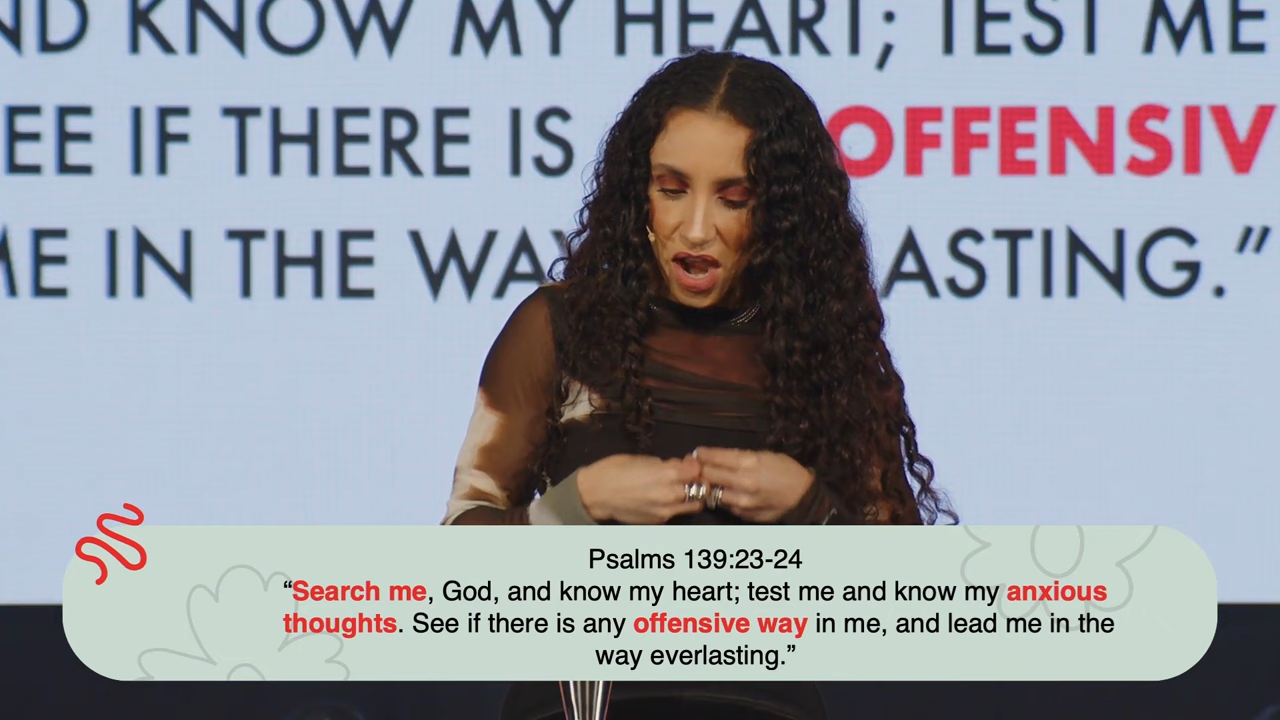 ND KNOW MY HEART; TEST ME
EE IF THERE IS OFFENSIV
ME IN THE WA ASTING.”
Psalms 139:23-24
“Search me, God, and know my heart; test me and know my anxious
thoughts. See if there is any offensive way in me, and lead me in the
way everlasting.”